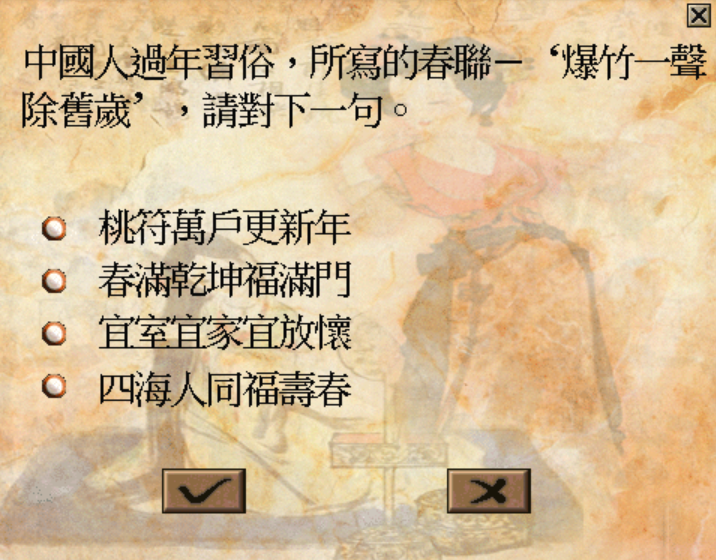 中國人過年習俗，所寫的春聯－‘爆竹一聲
除舊歲’，請對下一句。
桃符萬戶更新年
春滿乾坤福滿門
宜室宜家宜放懷
四海人同福壽春